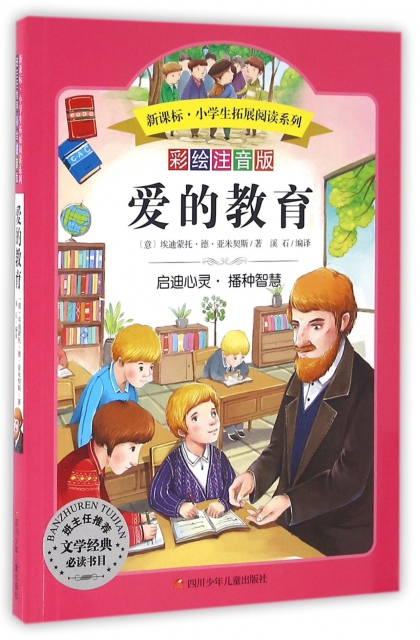 新课标·小学生拓展阅读系列
彩绘注音版
爱的教育
〔意〕埃迪蒙托·德·亚米契斯/著 溪 石/编译
启迪心灵·播种智慧
BANZHUREN TUIJIAN
班主任推荐
文学经典
必读书目
四川少年儿童出版社
爱的教育